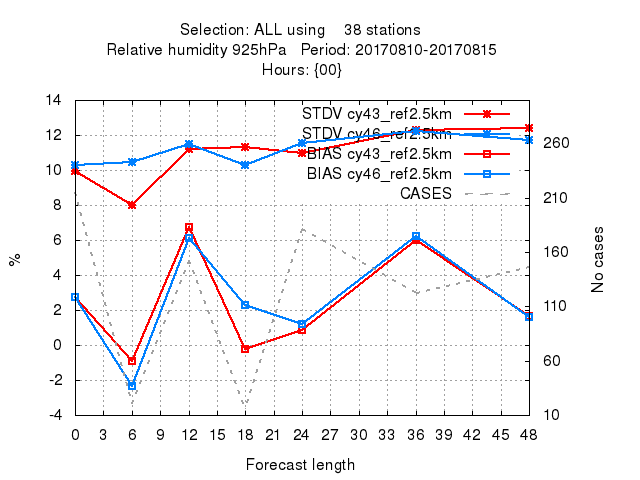 Selection: ALL using    38 stations
Relative humidity 925hPa   Period: 20170810-20170815
Hours: {00}
STDV cy43_ref2.5km
STDV cy46_ref2.5km
BIAS cy43_ref2.5km
BIAS cy46_ref2.5km
CASES
14
12
10
8
6
4
2
0
-2
-4
%
260
210
160
110
60
10
No cases
0 3 6 9 12 15 18 21 24 27 30 33 36 39 42 45 48
Forecast length